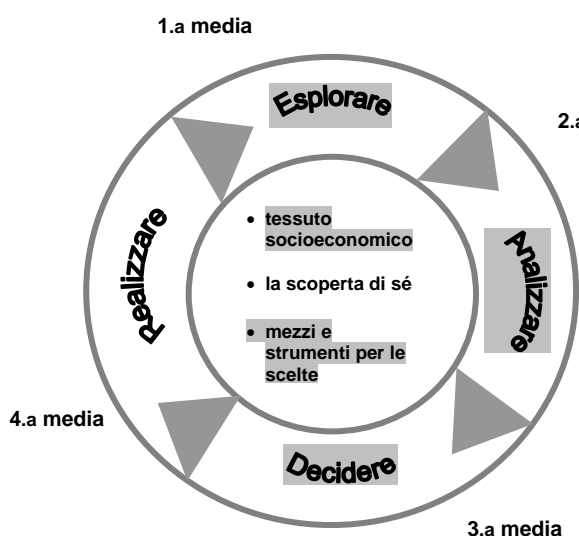 1.a media
Esplorare
2.a
Analizzare
Realizzare
• tessuto
socioeconomico
• la scoperta di sé
• mezzi e
strumenti per le
scelte
4.a media
Decidere
3.a media